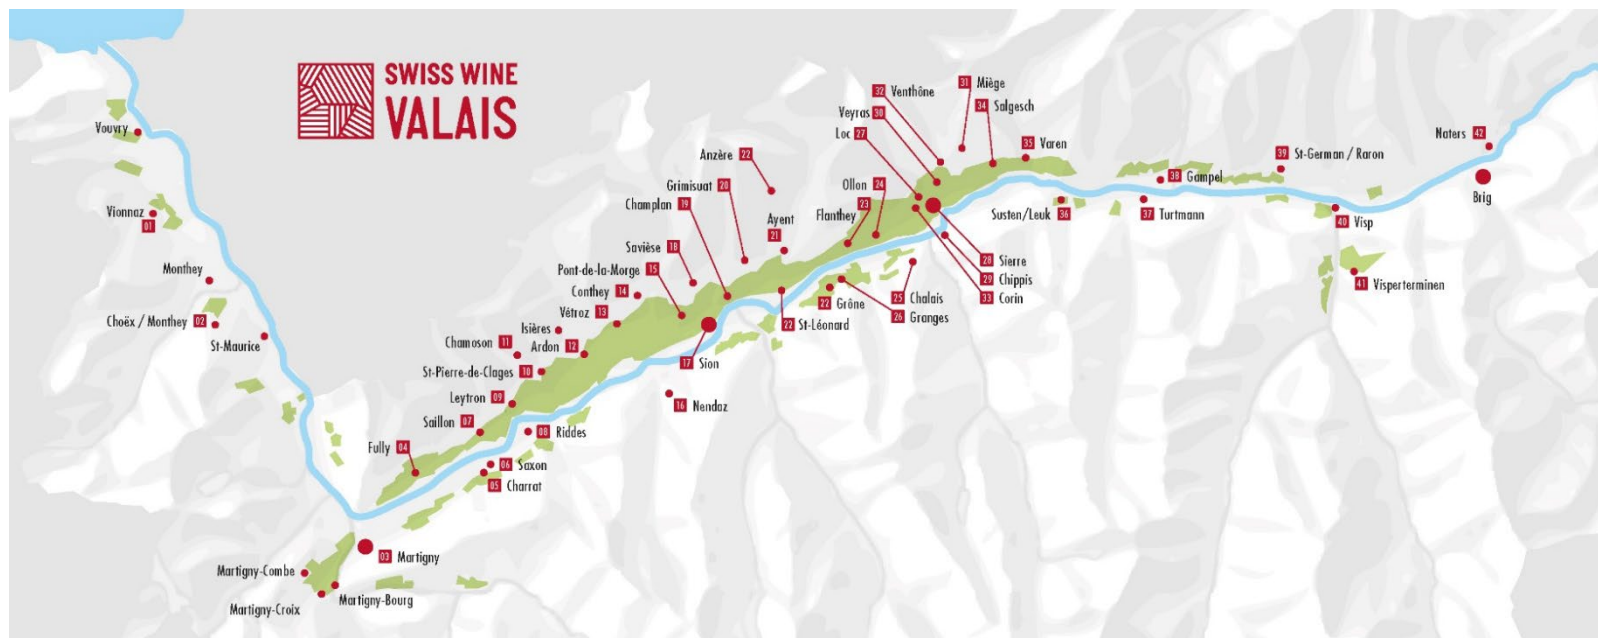 SWISS WINE
VALAIS
Vouvry
Vionnaz
01
Monthey
Choëx / Monthey 02
St-Maurice
Martigny-Combe
Martigny-Croix
Martigny-Bourg
03 Martigny
Fully 04
05 Charrat
06 Saxon
Saillon 07
08 Riddes
Leytron 09
St-Pierre-de-Clages 10
Chamoson 11
Isières
Ardon 12
Vétroz 13
Conthey 14
Pont-de-la-Morge 15
16 Nendaz
17 Sion
Savièse 18
Champlan 19
Grimisuat 20
Anzère 22
Ayent
21
22 St-Léonard
22 Grône
Flanthey 23
Ollon 24
25 Chalais
26 Granges
Loc 27
28 Sierre
29 Chippis
33 Corin
Veyras 30
32 Venthône
31 Miège
34 Salgesch
35 Varen
Susten/Leuk 36
37 Turtmann
38 Gampel
39
St-German / Raron
40 Visp
41 Visperterminen
Naters 42
Brig